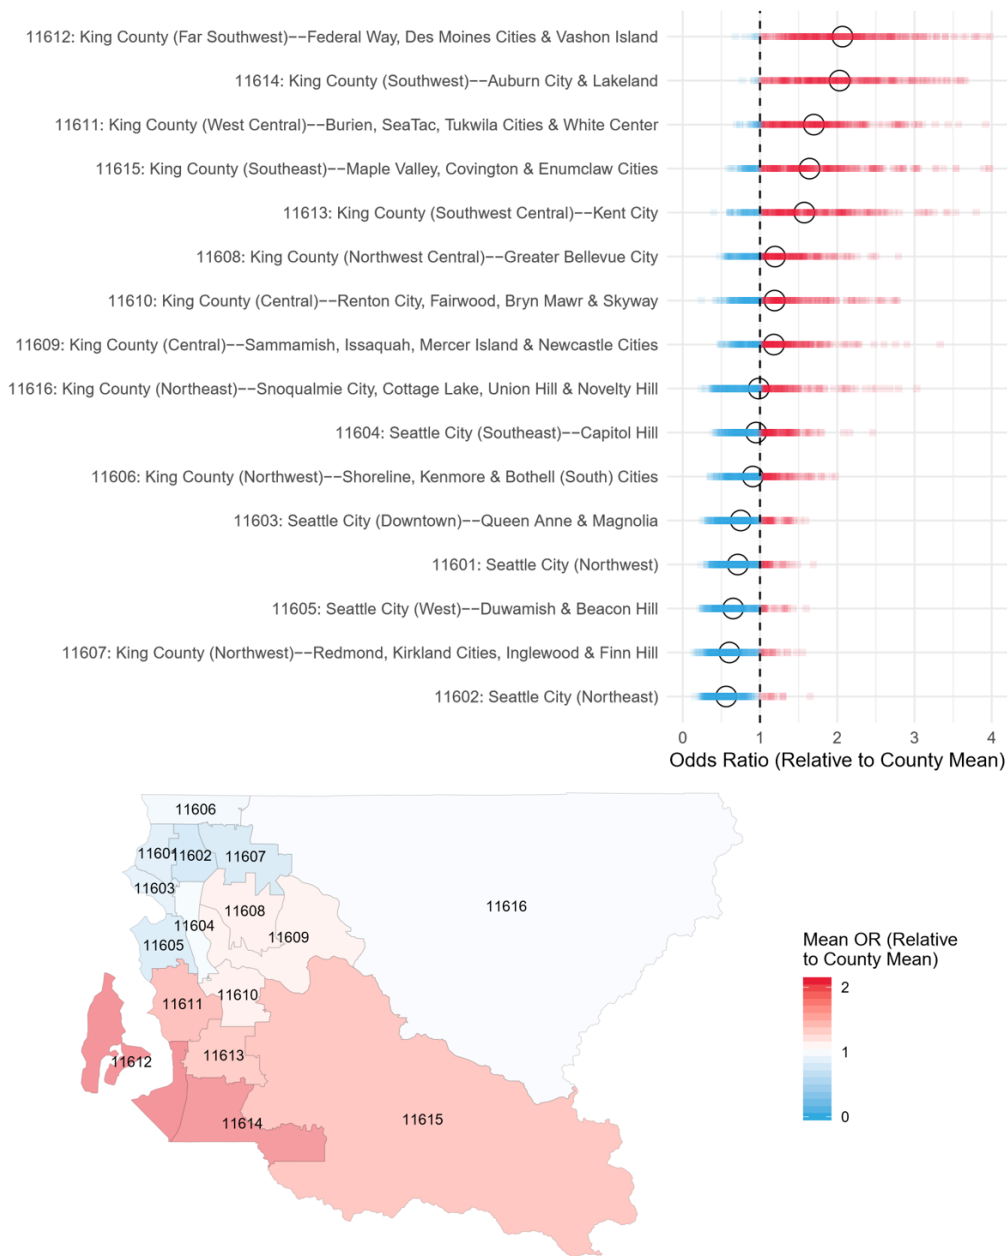 11612: King County (Far Southwest)−−Federal Way, Des Moines Cities & Vashon Island
11614: King County (Southwest)−−Auburn City & Lakeland
11611: King County (West Central)−−Burien, SeaTac, Tukwila Cities & White Center
11615: King County (Southeast)−−Maple Valley, Covington & Enumclaw Cities
11613: King County (Southwest Central)−−Kent City
11608: King County (Northwest Central)−−Greater Bellevue City
11610: King County (Central)−−Renton City, Fairwood, Bryn Mawr & Skyway
11609: King County (Central)−−Sammamish, Issaquah, Mercer Island & Newcastle Cities
11616: King County (Northeast)−−Snoqualmie City, Cottage Lake, Union Hill & Novelty Hill
11604: Seattle City (Southeast)−−Capitol Hill
11606: King County (Northwest)−−Shoreline, Kenmore & Bothell (South) Cities
11603: Seattle City (Downtown)−−Queen Anne & Magnolia
11601: Seattle City (Northwest)
11605: Seattle City (West)−−Duwamish & Beacon Hill
11607: King County (Northwest)−−Redmond, Kirkland Cities, Inglewood & Finn Hill
11602: Seattle City (Northeast)
0 1 2 3 4
Odds Ratio (Relative to County Mean)
11606
11601 11602 11607
11603
11608
11616
11604
11609
11605
11610
11611
11613
11612
11615
11614
Mean OR (Relative
to County Mean)
2
1
0